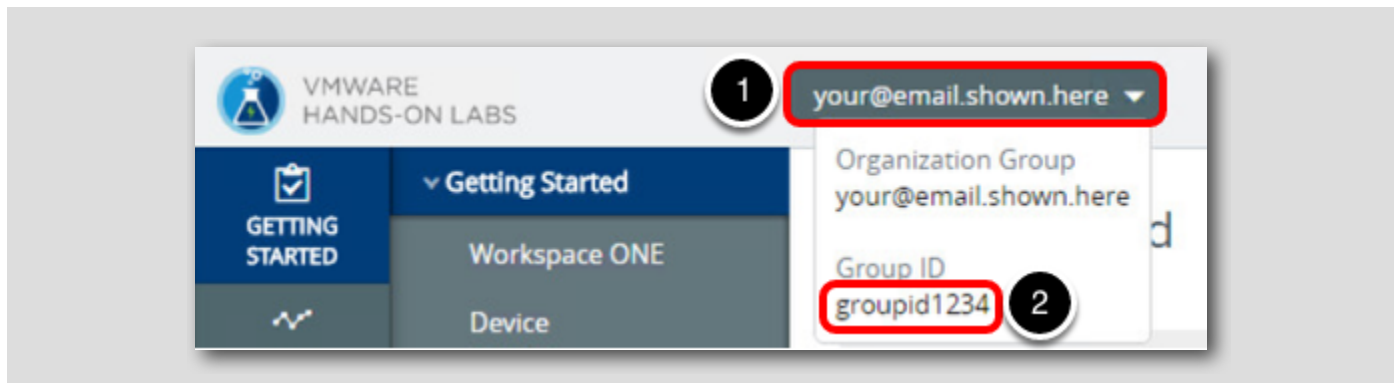 VMWARE
HANDS-ON LABS
1
your@email.shown.here
GETTING
STARTED
Getting Started
Workspace ONE
Device
Organization Group
your@email.shown.here
d
Group ID
groupid1234
2